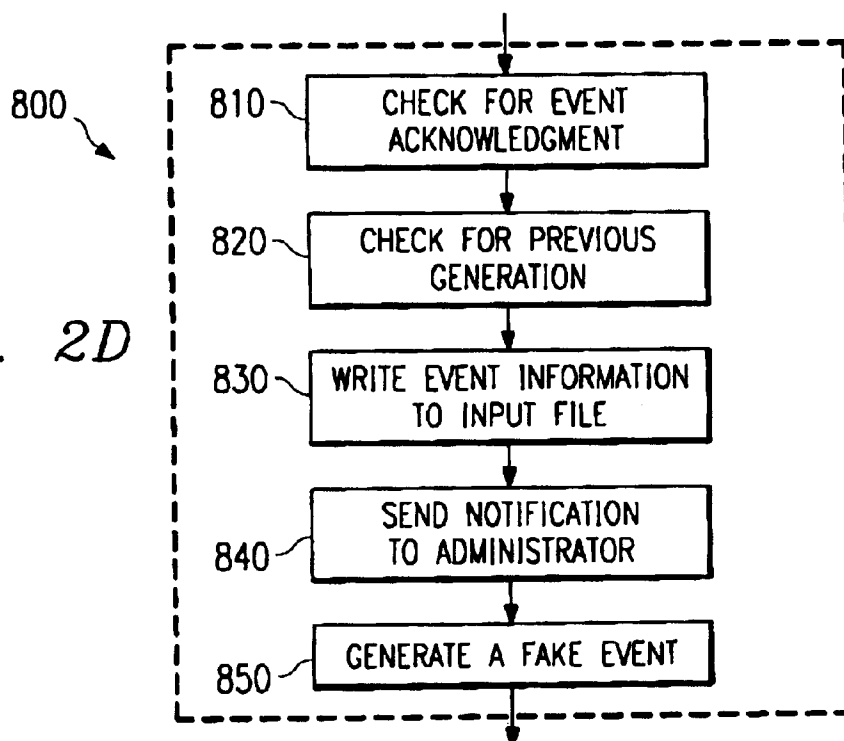 800
810
CHECK FOR EVENT
ACKNOWLEDGMENT
820
CHECK FOR PREVIOUS
GENERATION
. 2D
830
WRITE EVENT INFORMATION
TO INPUT FILE
840
SEND NOTIFICATION
TO ADMINISTRATOR
850
GENERATE A FAKE EVENT